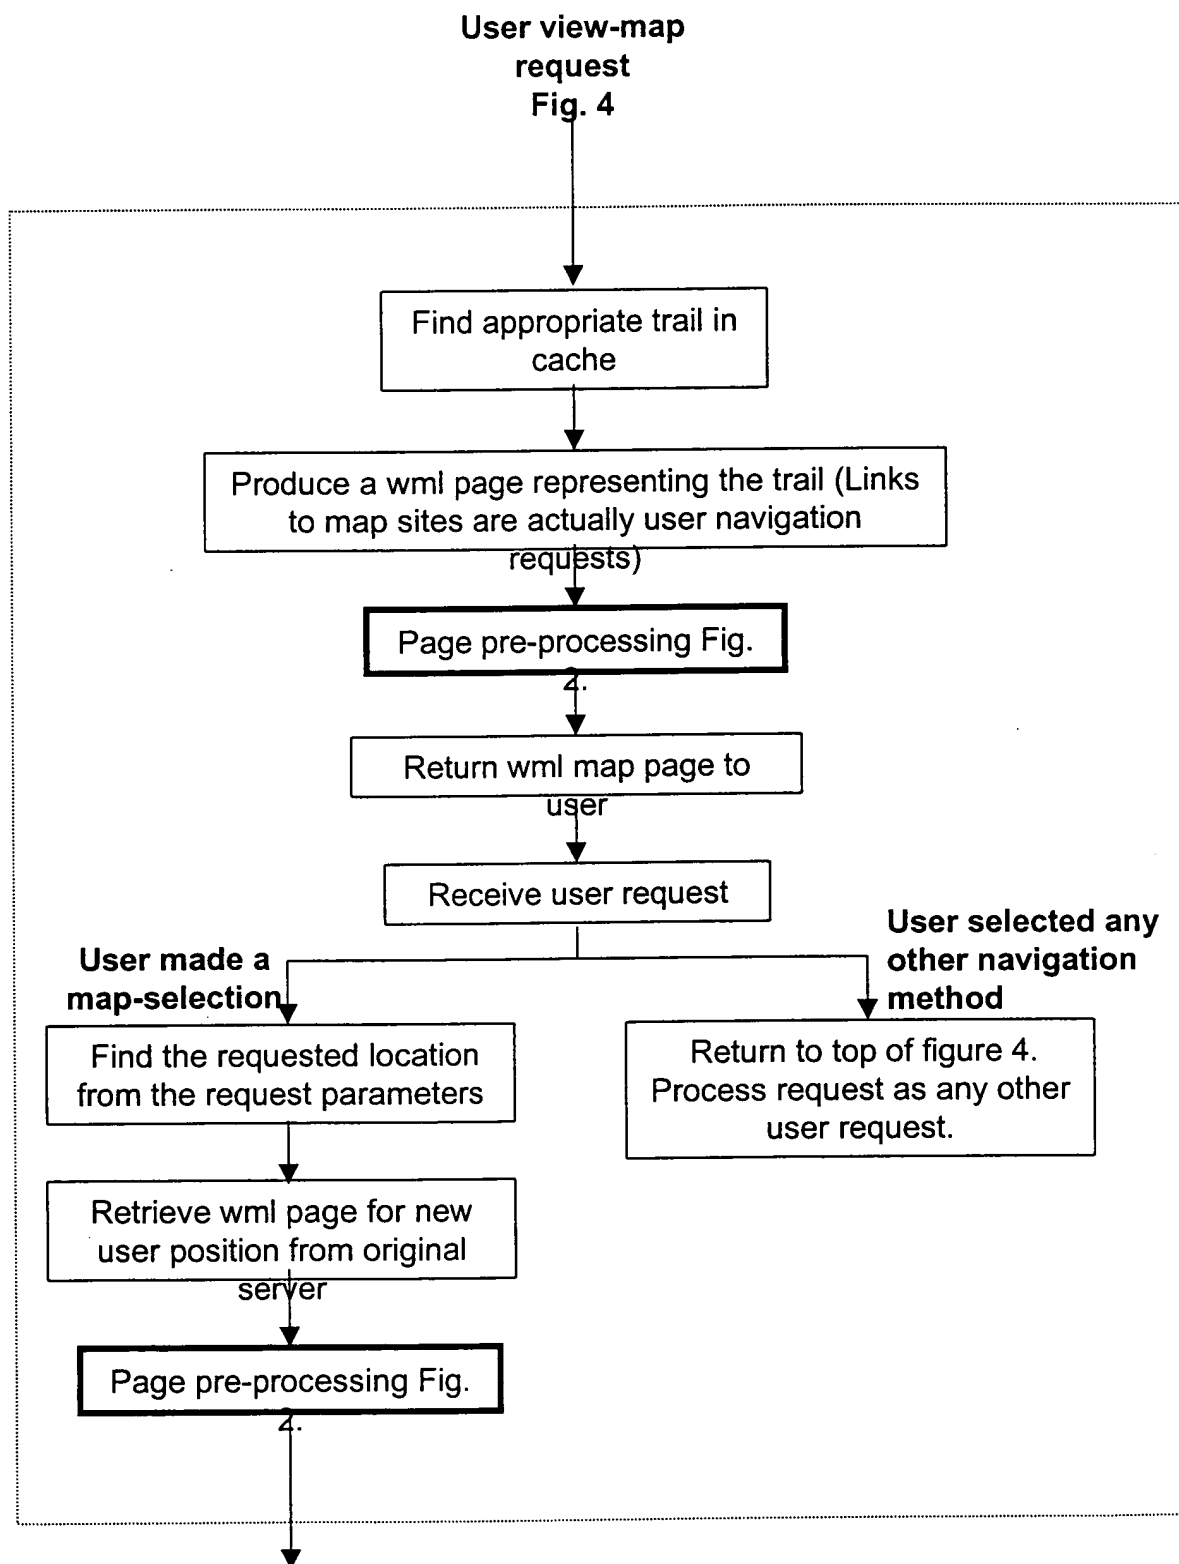 User view-map
request
Fig. 4
Find appropriate trail in
cache
Produce a wml page representing the trail (Links
to map sites are actually user navigation
requests)
Page pre-processing Fig.
2.
Return wml map page to
user
Receive user request
User made a
map-selection
User selected any
other navigation
method
Find the requested location
from the request parameters
Return to top of figure 4.
Process request as any other
user request.
Retrieve wml page for new
user position from original
server
Page pre-processing Fig.
2.